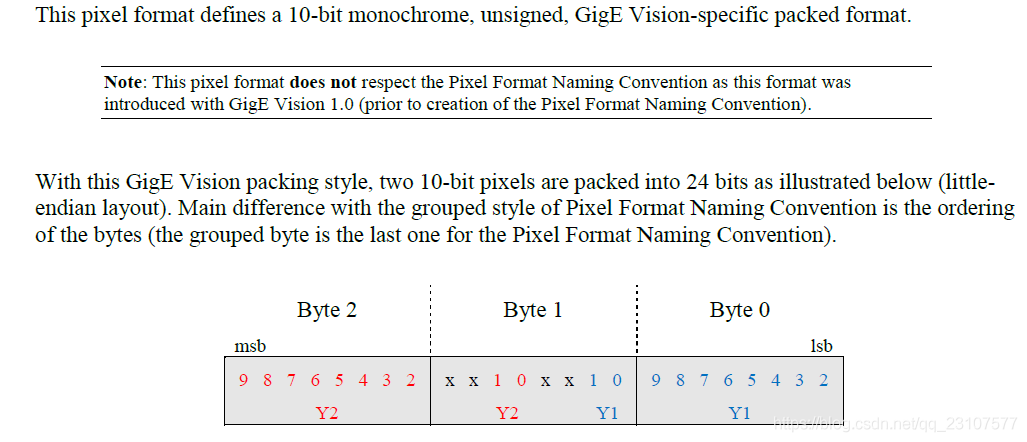 This pixel format defines a 10-bit monochrome, unsigned, GigE Vision-specific packed format.
Note: This pixel format does not respect the Pixel Format Naming Convention as this format was
introduced with GigE Vision 1.0 (prior to creation of the Pixel Format Naming Convention).
With this GigE Vision packing style, two 10-bit pixels are packed into 24 bits as illustrated below (little-
endian layout). Main difference with the grouped style of Pixel Format Naming Convention is the ordering
of the bytes (the grouped byte is the last one for the Pixel Format Naming Convention).
Byte 2 Byte 1 Byte 0
msb lsb
9 8 7 6 5 4 3 2 x x 1 0 x x 1 0 9 8 7 6 5 4 3 2
Y2 Y2 Y1 Y1
https://blog.csdn.net/qq_23107577